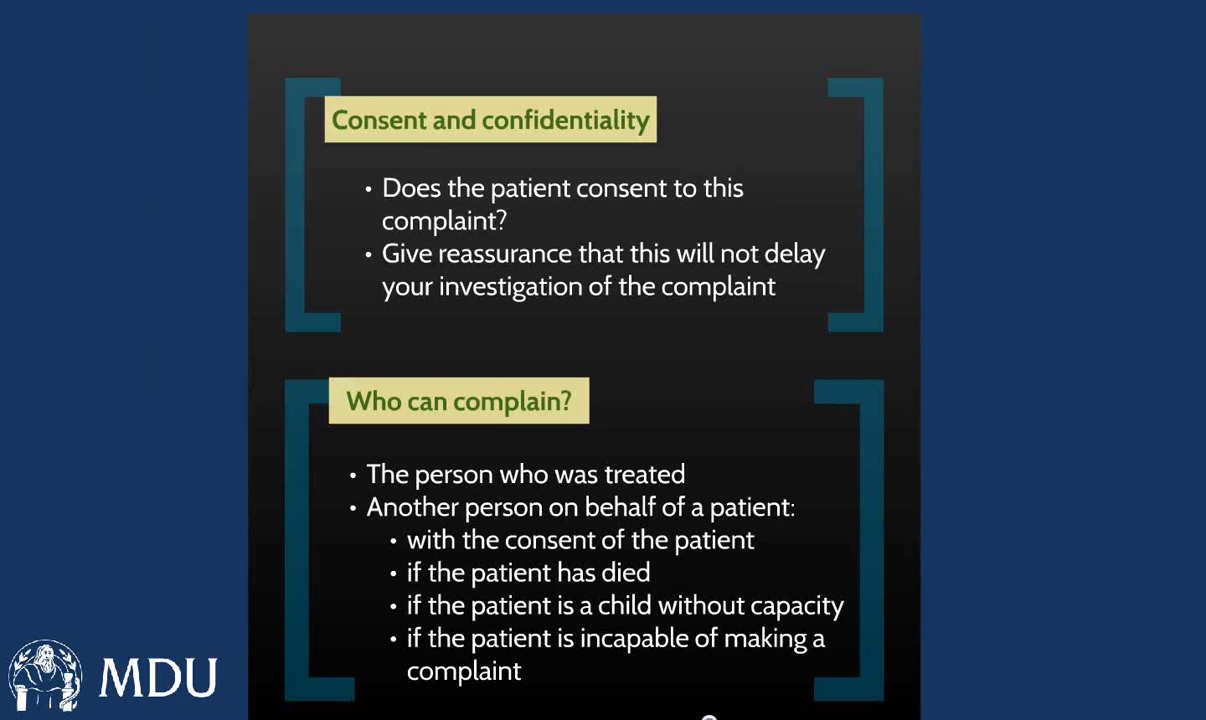 Consent and confidentiality
• Does the patient consent to this
complaint?
• Give reassurance that this will not delay
your investigation of the complaint
Who can complain?
• The person who was treated
• Another person on behalf of a patient:
• with the consent of the patient
• if the patient has died
• if the patient is a child without capacity
• if the patient is incapable of making a
complaint
MDU